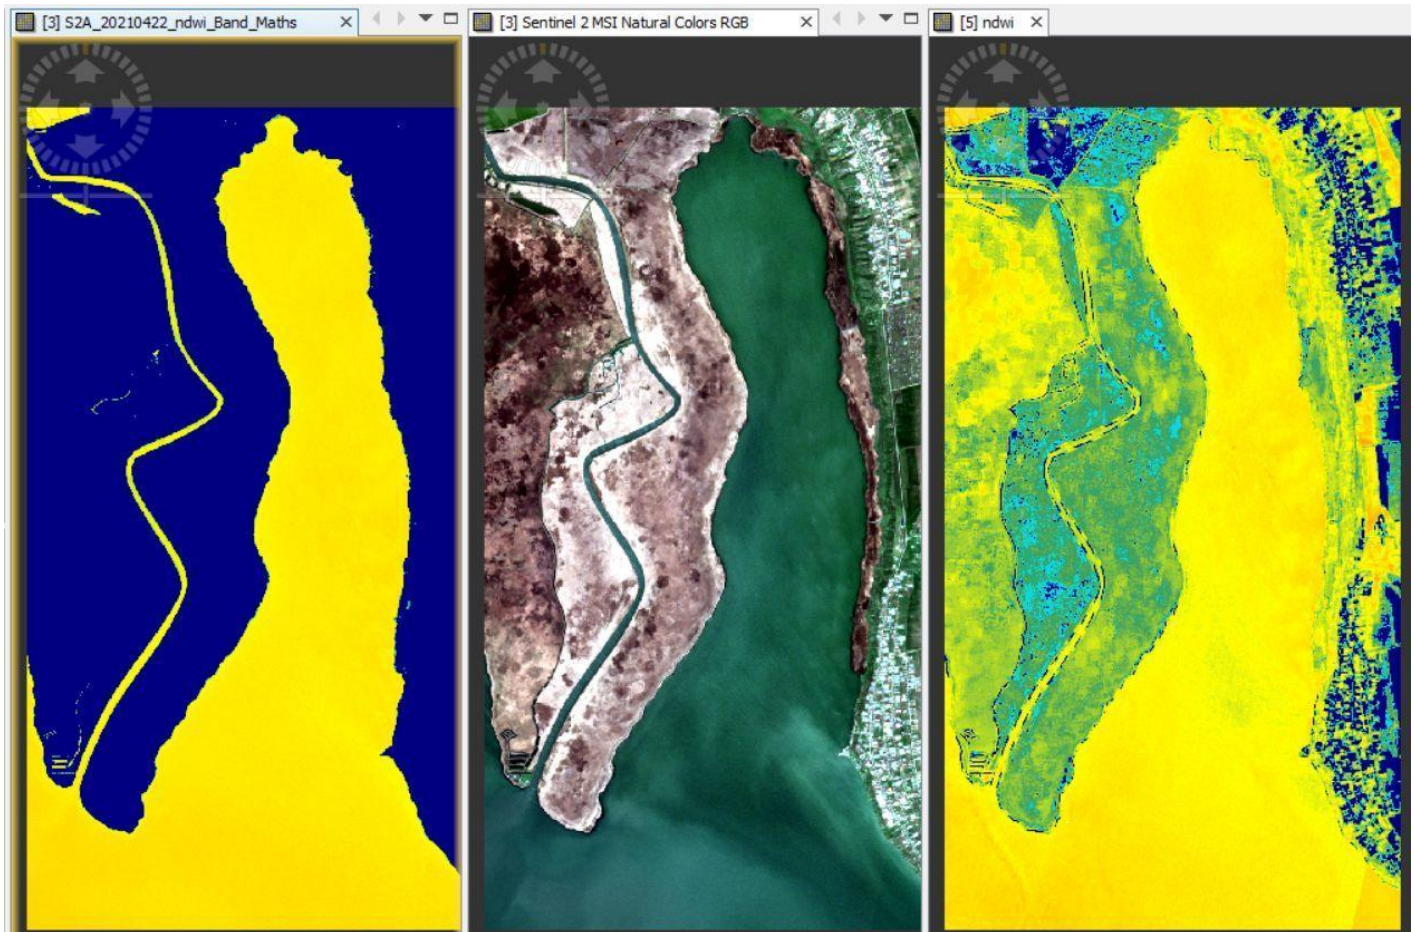 [3] S2A_20210422_ndwi_Band_Maths
[3] Sentinel 2 MSI Natural Colors RGB
[5] ndwi